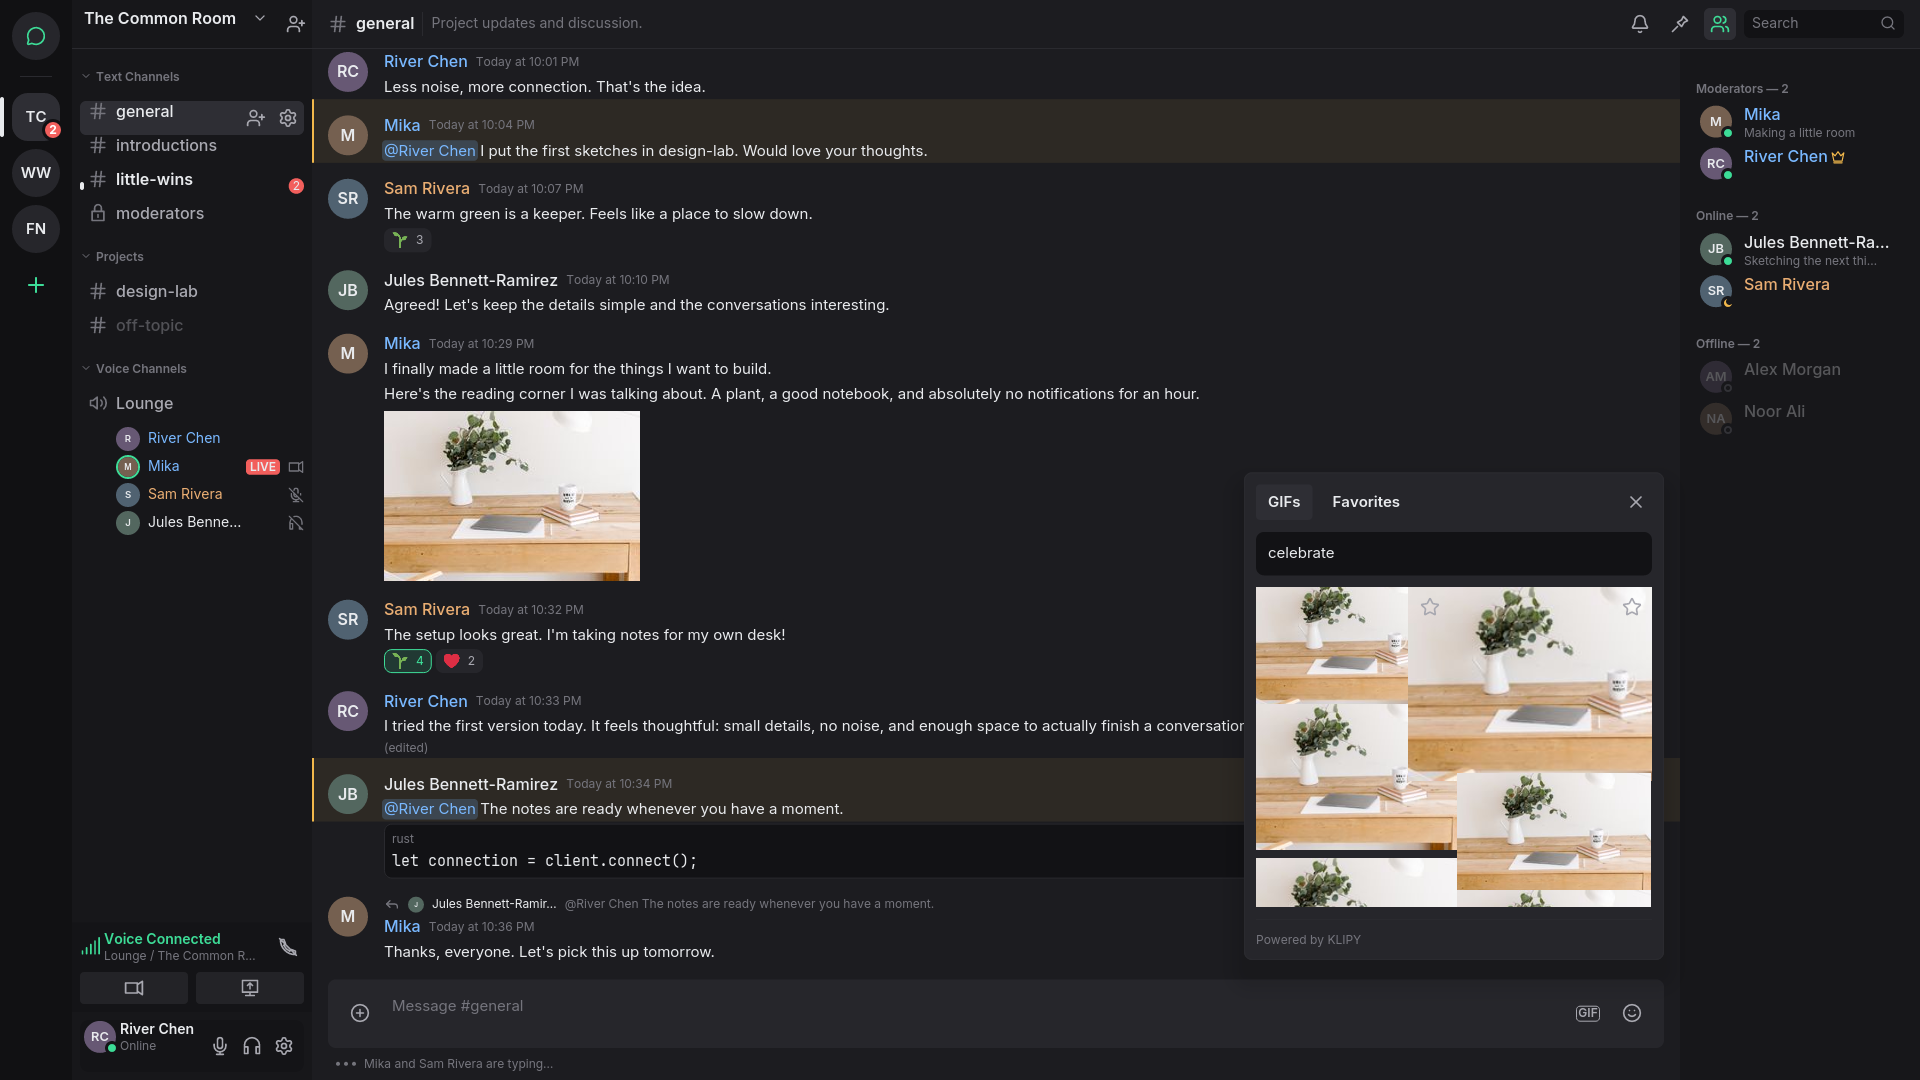 The Common Room
general
Project updates and discussion.
Search
TC
2
WW
FN
Text Channels
general
introductions
little-wins
2
moderators
Projects
design-lab
off-topic
Voice Channels
Lounge
R
River Chen
M
Mika
LIVE
S
Sam Rivera
J
Jules Benne...
Voice Connected
Lounge / The Common R...
RC
River Chen
Online
RC
River Chen Today at 10:01 PM
Less noise, more connection. That's the idea.
M
Mika Today at 10:04 PM
@River Chen I put the first sketches in design-lab. Would love your thoughts.
SR
Sam Rivera Today at 10:07 PM
The warm green is a keeper. Feels like a place to slow down.
3
JB
Jules Bennett-Ramirez Today at 10:10 PM
Agreed! Let's keep the details simple and the conversations interesting.
M
Mika Today at 10:29 PM
I finally made a little room for the things I want to build.
Here's the reading corner I was talking about. A plant, a good notebook, and absolutely no notifications for an hour.
SR
Sam Rivera Today at 10:32 PM
The setup looks great. I'm taking notes for my own desk!
4
2
RC
River Chen Today at 10:33 PM
I tried the first version today. It feels thoughtful: small details, no noise, and enough space to actually finish a conversation
(edited)
JB
Jules Bennett-Ramirez Today at 10:34 PM
@River Chen The notes are ready whenever you have a moment.
rust
let connection = client.connect();
J
Jules Bennett-Ramir... @River Chen The notes are ready whenever you have a moment.
M
Mika Today at 10:36 PM
Thanks, everyone. Let's pick this up tomorrow.
Message #general
GIF
Mika and Sam Rivera are typing...
GIFs
Favorites
celebrate
Powered by KLIPY
Moderators — 2
M
Mika
Making a little room
RC
River Chen
Online — 2
JB
Jules Bennett-Ra...
Sketching the next thi...
SR
Sam Rivera
Offline — 2
AM
Alex Morgan
NA
Noor Ali